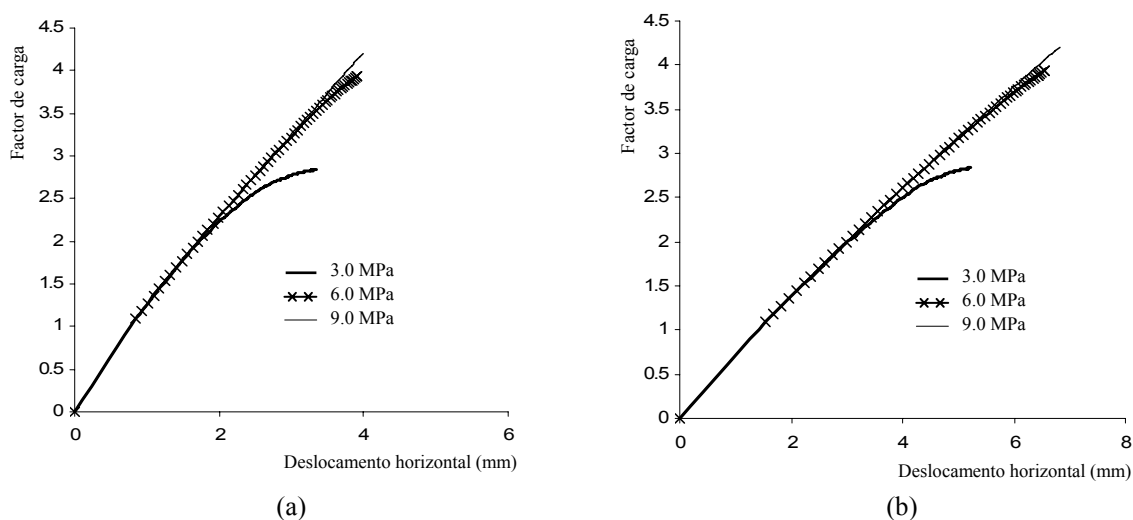 4.5
4
3.5
3
2.5
2
1.5
1
0.5
0
Factor de carga
3.0 MPa
6.0 MPa
9.0 MPa
0 2 4 6
Deslocamento horizontal (mm)
(a)
4.5
4
3.5
3
2.5
2
1.5
1
0.5
0
Factor de carga
3.0 MPa
6.0 MPa
9.0 MPa
0 2 4 6 8
Deslocamento horizontal (mm)
(b)